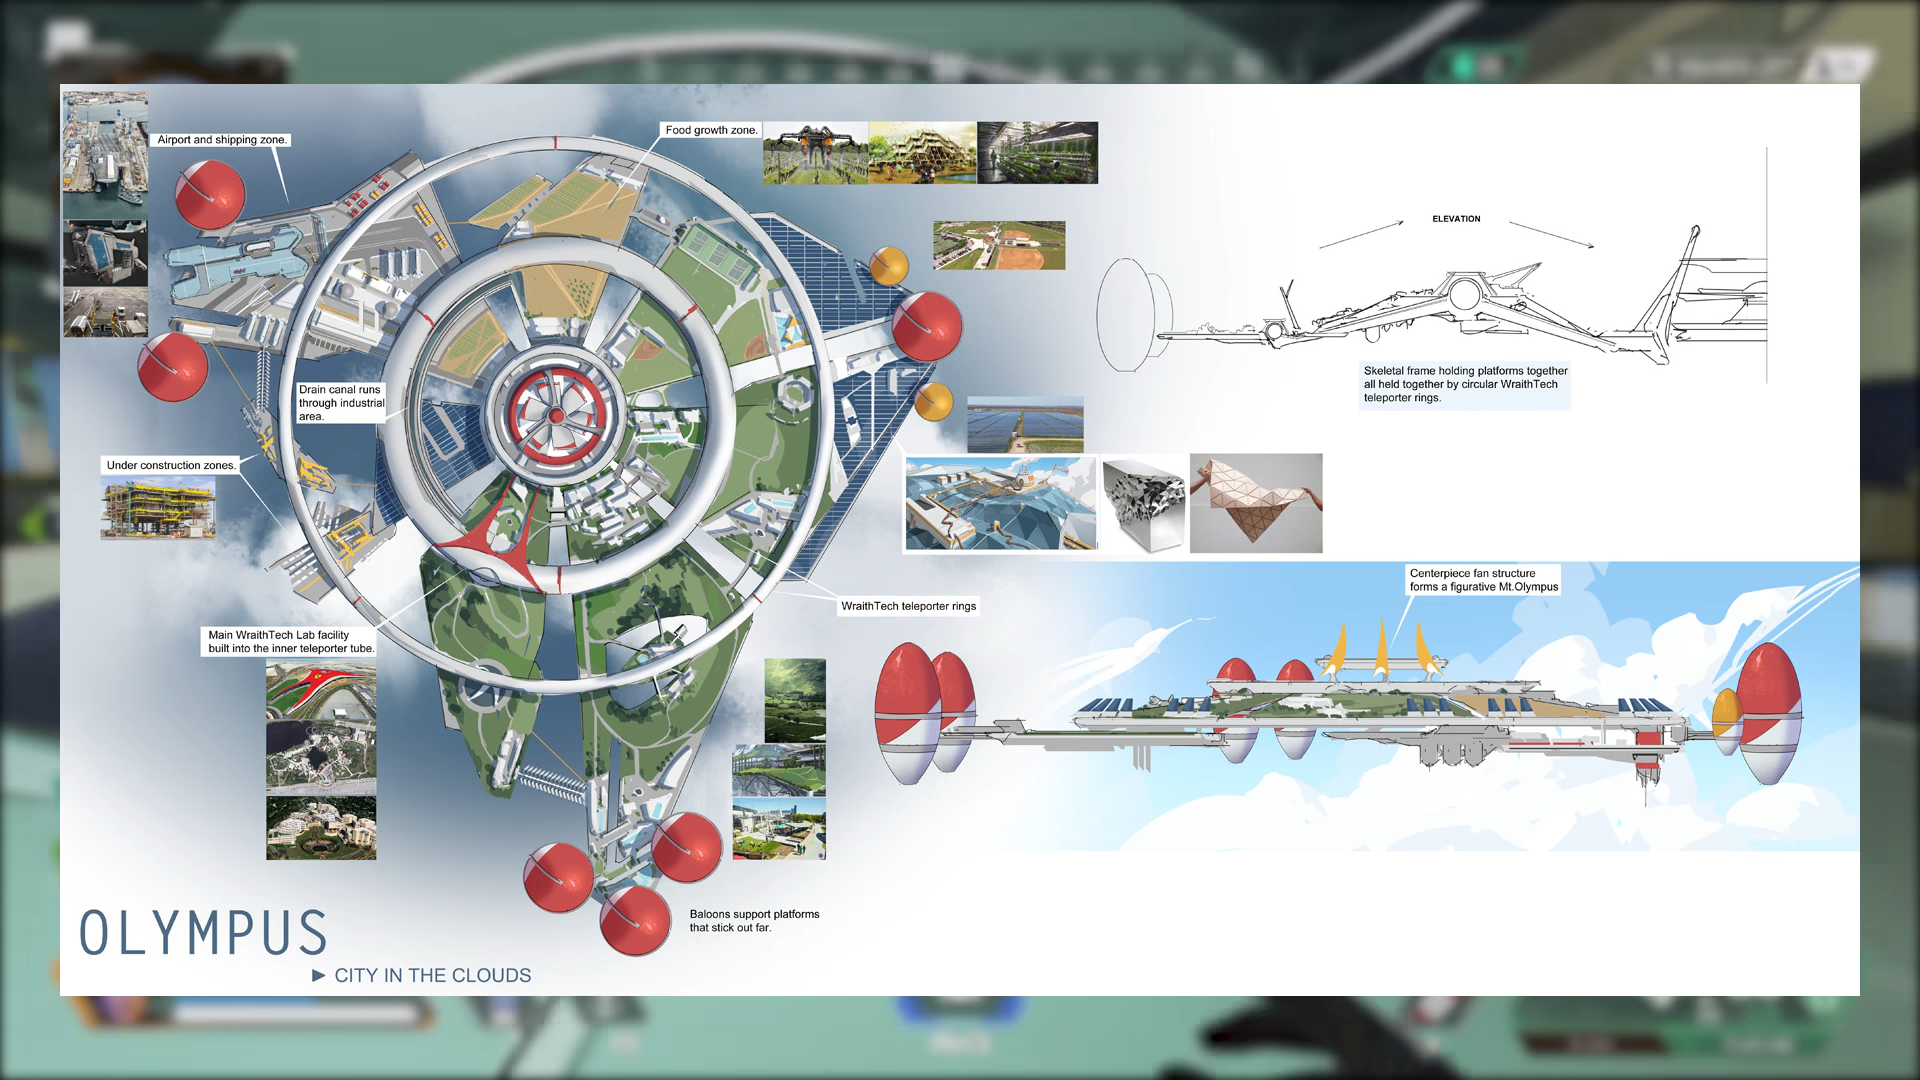 Airport and shipping zone.
Food growth zone.
ELEVATION
Skeletal frame holding platforms together
all held together by circular WraithTech
teleporter rings.
Drain canal runs
through industrial
area.
Under construction zones.
Centerpiece fan structure
forms a figurative Mt.Olympus
WraithTech teleporter rings
Main WraithTech Lab facility
built into the inner teleporter tube.
Baloons support platforms
that stick out far.
OLYMPUS
CITY IN THE CLOUDS